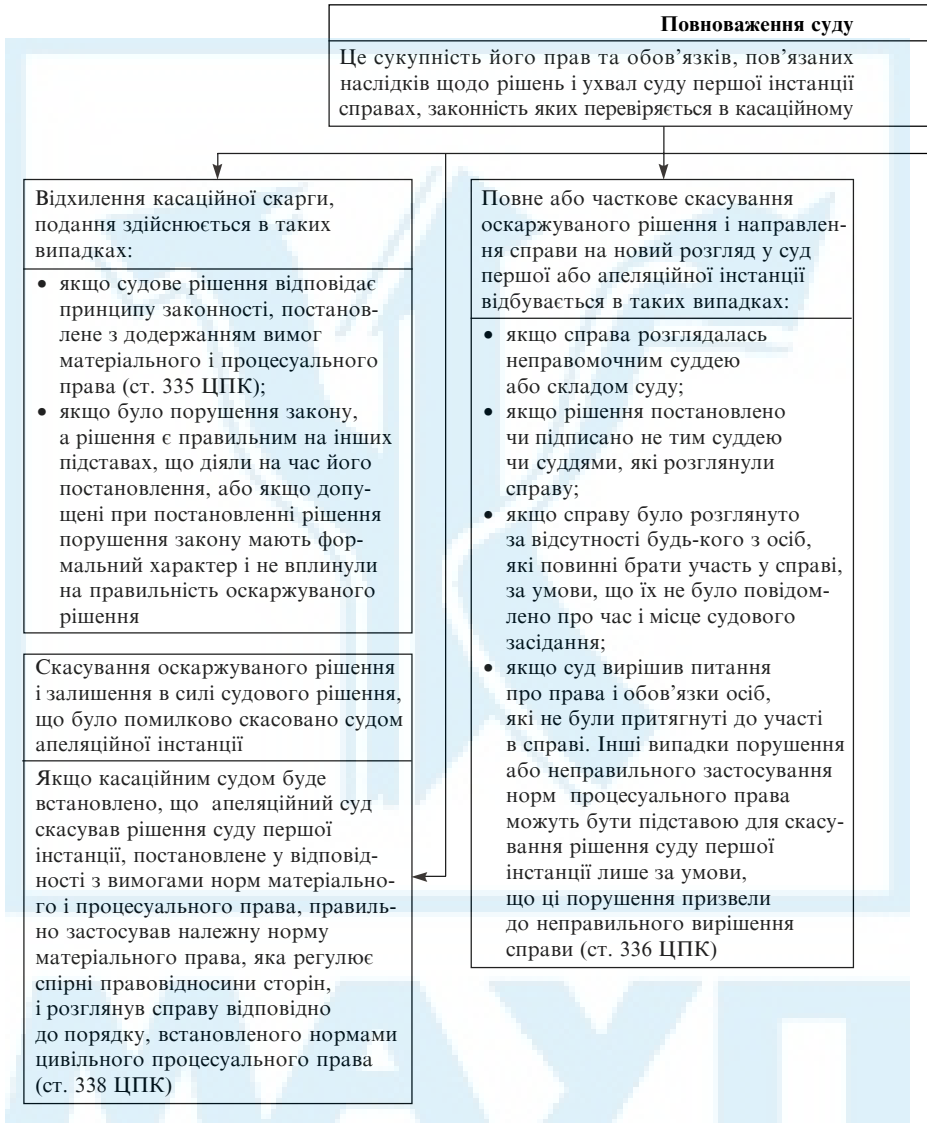 Повноваження суду
Це сукупність його прав та обов’язків, пов’язаних
наслідків щодо рішень і ухвал суду першої інстанції
справах, законність яких перевіряється в касаційному
Відхилення касаційної скарги,
подання здійснюється в таких
випадках:
• якщо судове рішення відповідає
принципу законності, постанов-
лене з додержанням вимог
матеріального і процесуального
права (ст. 335 ЦПК);
• якщо було порушення закону,
а рішення є правильним на інших
підставах, що діяли на час його
постановлення, або якщо допу-
щені при постановленні рішення
порушення закону мають фор-
мальний характер і не вплинули
на правильність оскаржуваного
рішення
Скасування оскаржуваного рішення
і залишення в силі судового рішення,
що було помилково скасовано судом
апеляційної інстанції
Якщо касаційним судом буде
встановлено, що апеляційний суд
скасував рішення суду першої
інстанції, постановлене у відповід-
ності з вимогами норм матеріально-
го і процесуального права, правиль-
но застосував належну норму
матеріального права, яка регулює
спірні правовідносини сторін,
і розглянув справу відповідно
до порядку, встановленого нормами
цивільного процесуального права
(ст. 338 ЦПК)
Повне або часткове скасування
оскаржуваного рішення і направлен-
ня справи на новий розгляд у суд
першої або апеляційної інстанції
відбувається в таких випадках:
• якщо справа розглядалась
неправомочним суддею
або складом суду;
• якщо рішення постановлено
чи підписано не тим суддею
чи суддями, які розглянули
справу;
• якщо справу було розглянуто
за відсутності будь-кого з осіб,
які повинні брати участь у справі,
за умови, що їх не було повідом-
лено про час і місце судового
засідання;
• якщо суд вирішив питання
про права і обов’язки осіб,
які не були притягнуті до участі
в справі. Інші випадки порушення
або неправильного застосування
норм процесуального права
можуть бути підставою для скасу-
вання рішення суду першої
інстанції лише за умови,
що ці порушення призвели
до неправильного вирішення
справи (ст. 336 ЦПК)
МАУП